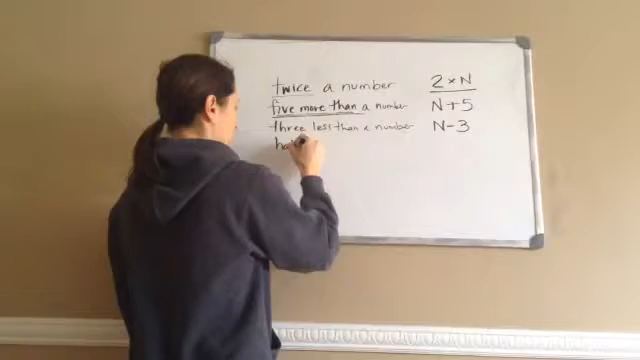 twice a number 2 × N
five more than a number N + 5
three less than a number N - 3